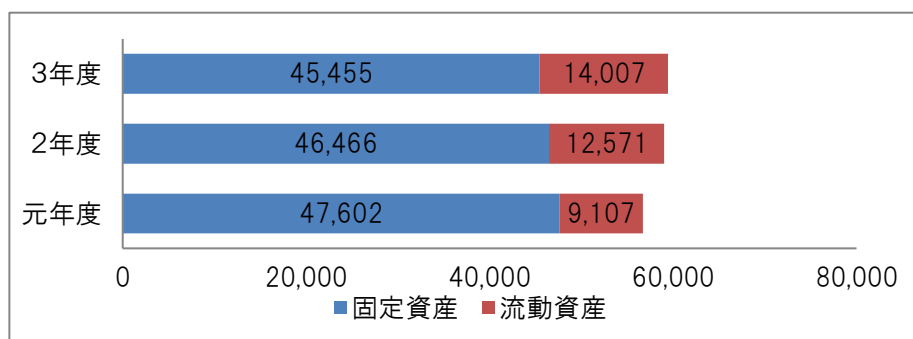 3年度 45,455 14,007
2年度 46,466 12,571
元年度 47,602 9,107
0 20,000 40,000 60,000 80,000
固定資産 流動資産